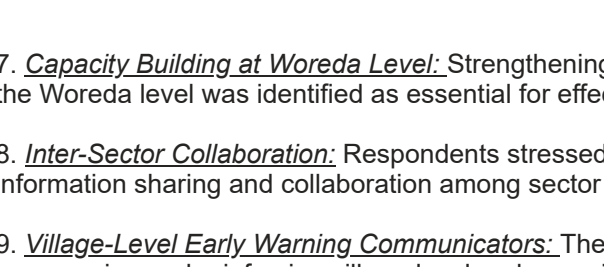 7. Capacity Building at Woreda Level: Strengthening
the Woreda level was identified as essential for
8. Inter-Sector Collaboration: Respondents stressed
information sharing and collaboration among sector
9. Village-Level Early Warning Communicators: The